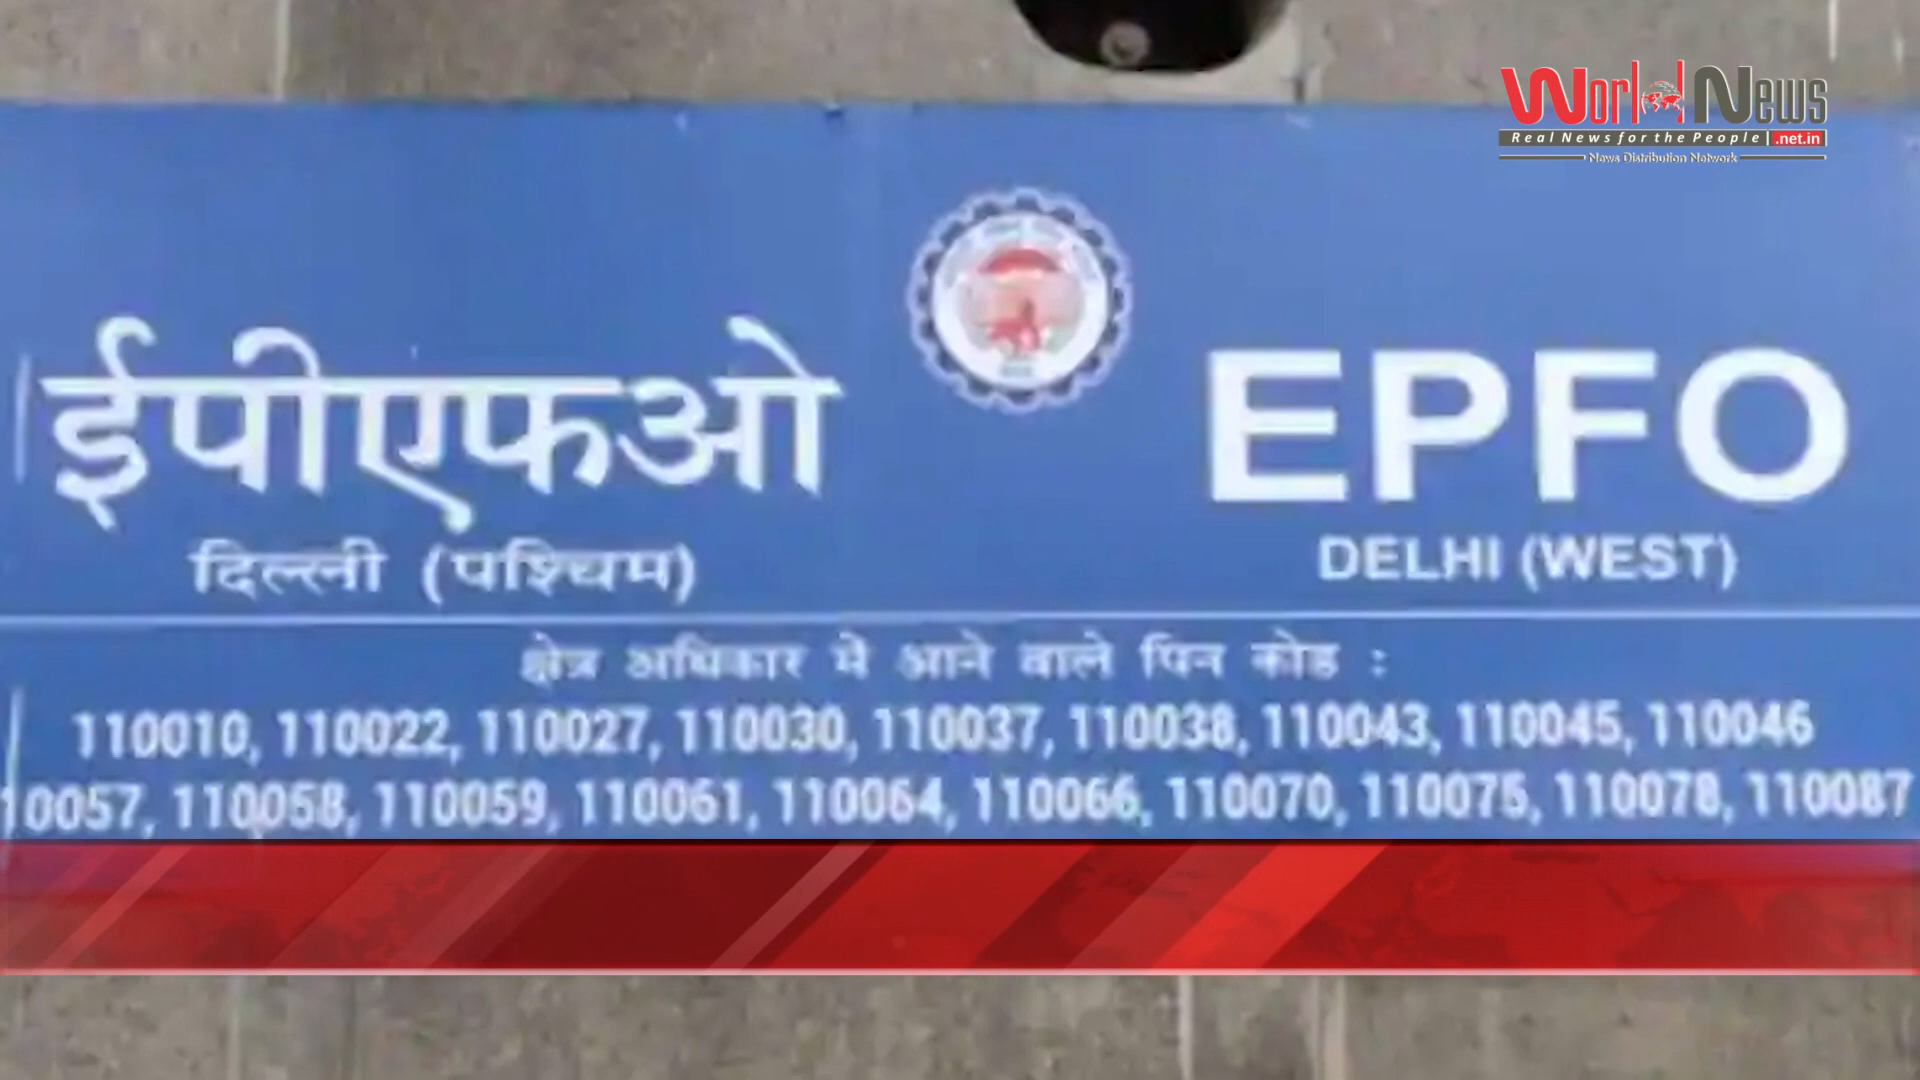 World News
Real News for the People | .net.in
News Distribution Network
ईपीएफओ
EPFO
दिल्ली (पश्चिम)
DELHI (WEST)
क्षेत्र अधिकार में आने वाले पिन कोड :
110010, 110022, 110027, 110030, 110037, 110038, 110043, 110045, 110046
10057, 110058, 110059, 110061, 110064, 110066, 110070, 110075, 110078, 110087